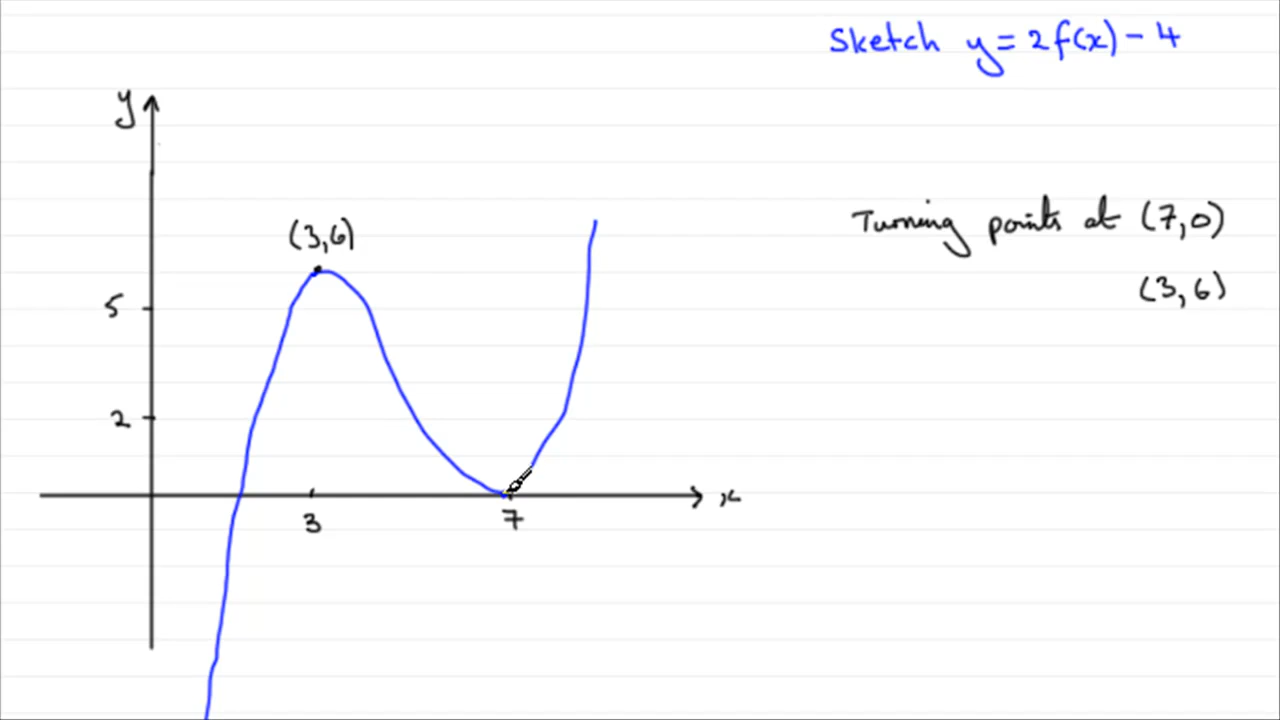 Sketch y = 2f(x) - 4
y
(3,6)
Turning points at (7,0)
(3,6)
5
2
x
3
7